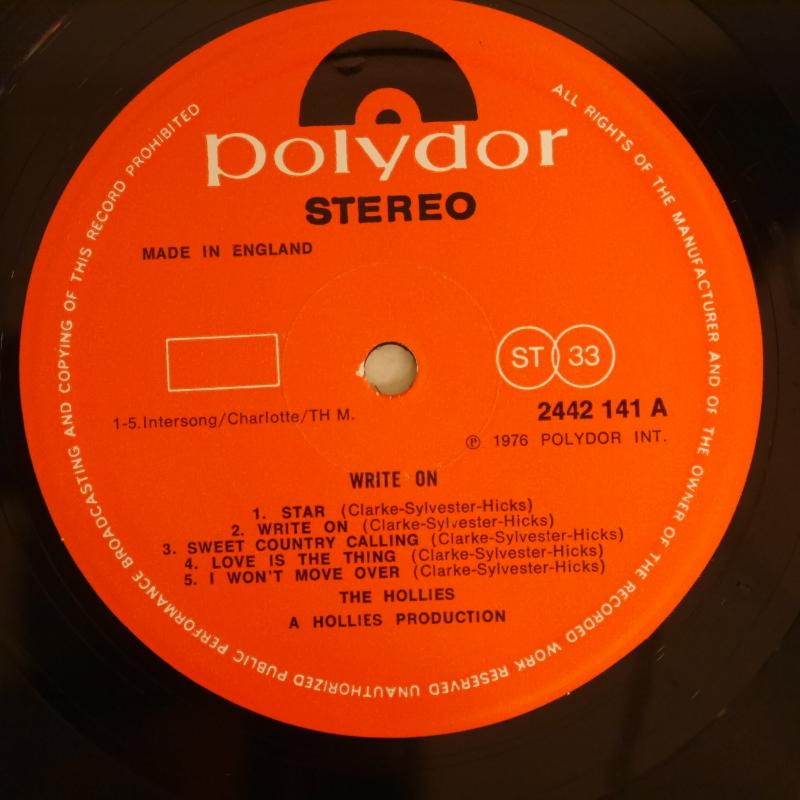 polydor
STEREO
MADE IN ENGLAND
ST 33
1-5.Intersong/Charlotte/TH M.
2442 141 A
℗ 1976 POLYDOR INT.
WRITE ON
1. STAR (Clarke-Sylvester-Hicks)
2. WRITE ON (Clarke-Sylvester-Hicks)
3. SWEET COUNTRY CALLING (Clarke-Sylvester-Hicks)
4. LOVE IS THE THING (Clarke-Sylvester-Hicks)
5. I WON'T MOVE OVER (Clarke-Sylvester-Hicks)
THE HOLLIES
A HOLLIES PRODUCTION
ALL RIGHTS OF THE MANUFACTURER AND OF THE OWNER OF THE RECORDED WORK RESERVED UNAUTHORIZED PUBLIC PERFORMANCE BROADCASTING AND COPYING OF THIS RECORD PROHIBITED